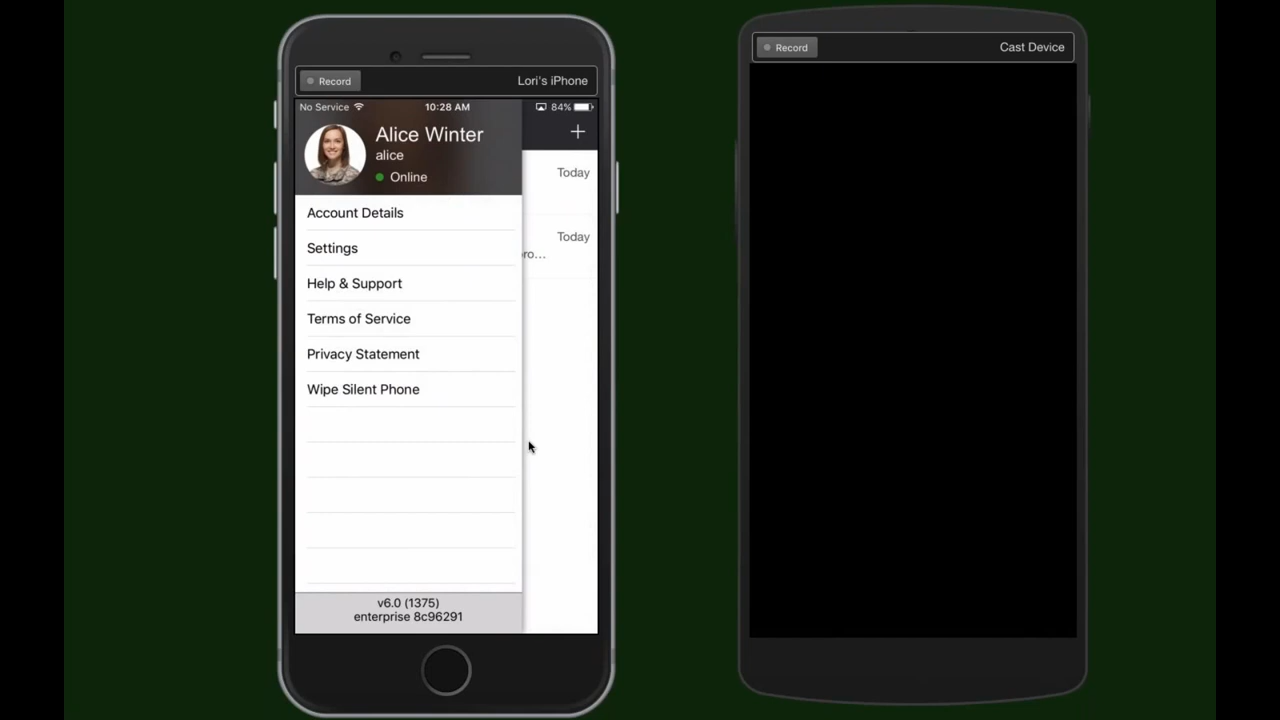 Record
Lori's iPhone
No Service
10:28 AM
84%
Alice Winter
alice
Online
Today
Today
ro...
Account Details
Settings
Help & Support
Terms of Service
Privacy Statement
Wipe Silent Phone
v6.0 (1375)
enterprise 8c96291
Record
Cast Device